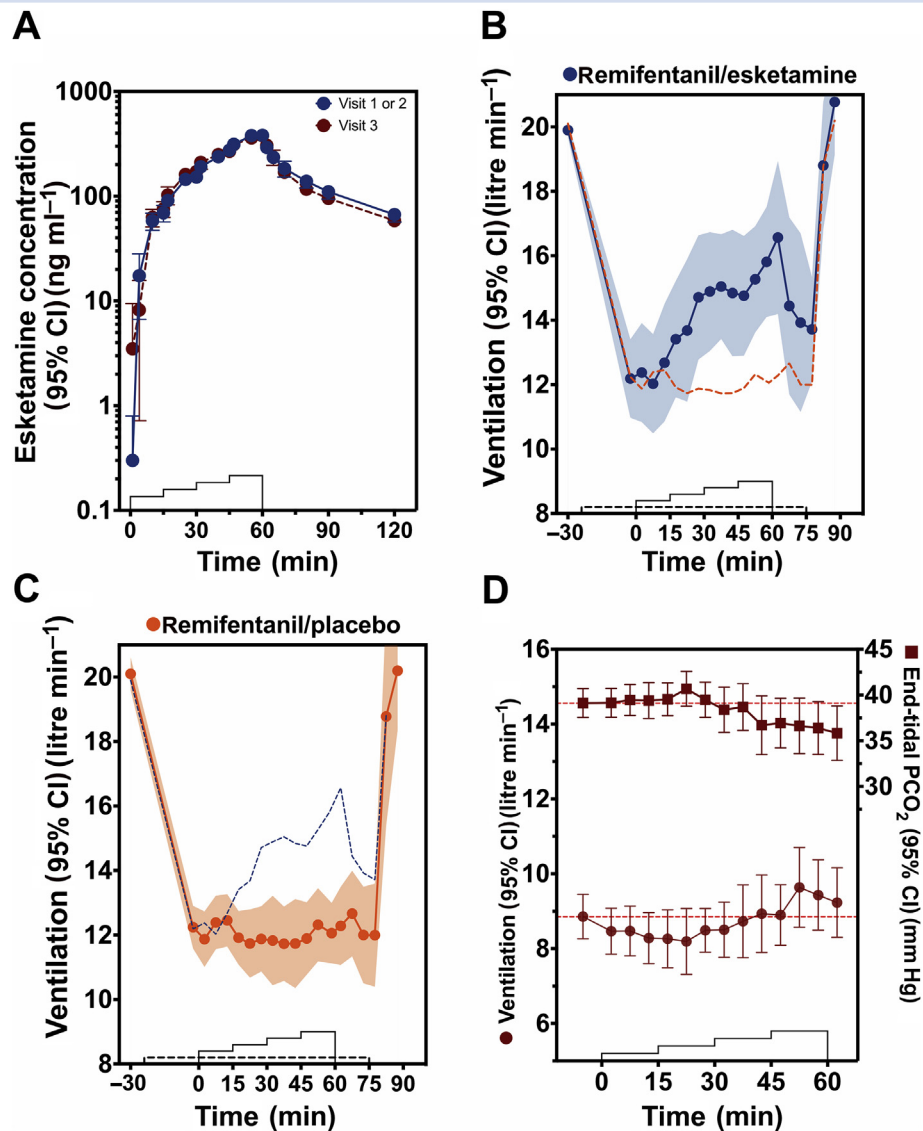 A
Esketamine concentration
(95% CI) (ng ml⁻¹)
1000
100
10
1
0.1
Visit 1 or 2
Visit 3
0 30 60 90 120
Time (min)
B
Remifentanil/esketamine
Ventilation (95% CI) (litre min⁻¹)
20
18
16
14
12
10
8
−30 0 15 30 45 60 75 90
Time (min)
C
Remifentanil/placebo
Ventilation (95% CI) (litre min⁻¹)
20
18
16
14
12
10
8
−30 0 15 30 45 60 75 90
Time (min)
D
Ventilation (95% CI) (litre min⁻¹)
16
14
12
10
8
6
45
40
35
30
End-tidal PCO₂ (95% CI) (mm Hg)
0 15 30 45 60
Time (min)